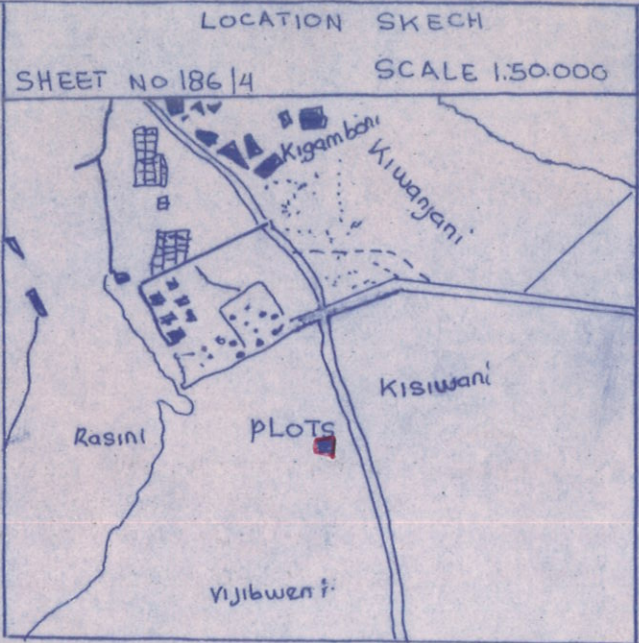 LOCATION SKECH
SHEET No 186/4
SCALE 1:50.000
Kigamboni
Kiwanjani
Kisiwani
Rasini
PLOTS
Vijibweni